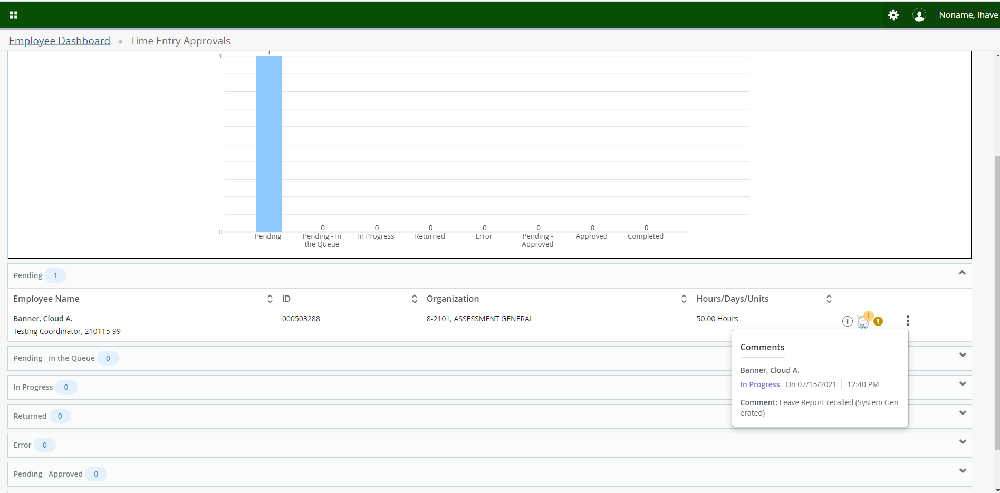 Noname, Ihave
Employee Dashboard • Time Entry Approvals
1
1
0
0
0
0
0
0
0
0
Pending
Pending - In
the Queue
In Progress
Returned
Error
Pending -
Approved
Approved
Completed
Pending 1
Employee Name ID Organization Hours/Days/Units
Banner, Cloud A. 000503288 8-2101, ASSESSMENT GENERAL 50.00 Hours 1
Testing Coordinator, 210115-99
Comments
Banner, Cloud A.
In Progress On 07/15/2021 12:40 PM
Comment: Leave Report recalled (System Gen
erated)
Pending - In the Queue 0
In Progress 0
Returned 0
Error 0
Pending - Approved 0